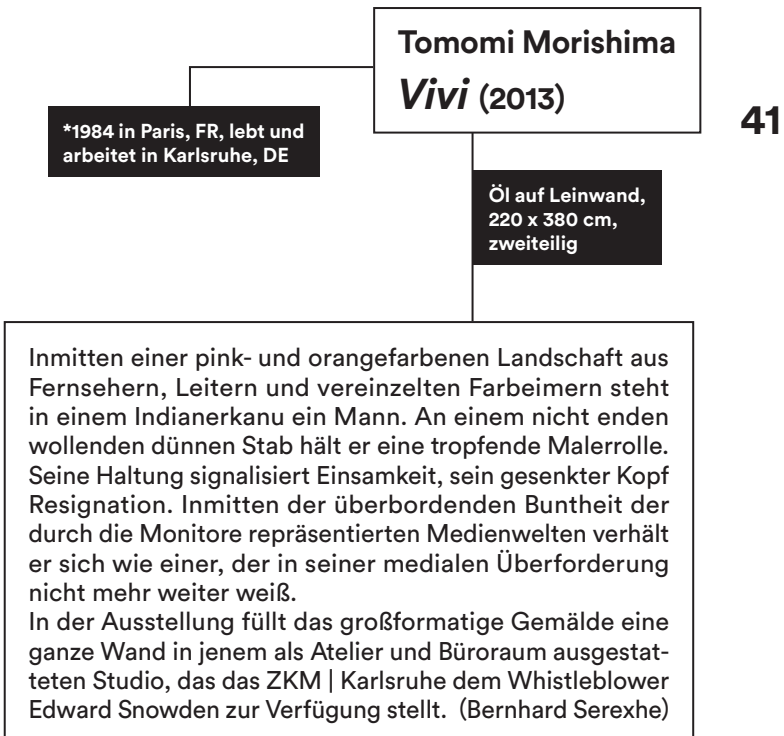 Tomomi Morishima
Vivi (2013)
41
*1984 in Paris, FR, lebt und
arbeitet in Karlsruhe, DE
Öl auf Leinwand,
220 x 380 cm,
zweiteilig
Inmitten einer pink- und orangefarbenen Landschaft aus
Fernsehern, Leitern und vereinzelten Farbeimern steht
in einem Indianerkanu ein Mann. An einem nicht enden
wollenden dünnen Stab hält er eine tropfende Malerrolle.
Seine Haltung signalisiert Einsamkeit, sein gesenkter Kopf
Resignation. Inmitten der überbordenden Buntheit der
durch die Monitore repräsentierten Medienwelten verhält
er sich wie einer, der in seiner medialen Überforderung
nicht mehr weiter weiß.
In der Ausstellung füllt das großformatige Gemälde eine
ganze Wand in jenem als Atelier und Büroraum ausgestat-
teten Studio, das das ZKM | Karlsruhe dem Whistleblower
Edward Snowden zur Verfügung stellt. (Bernhard Serexhe)